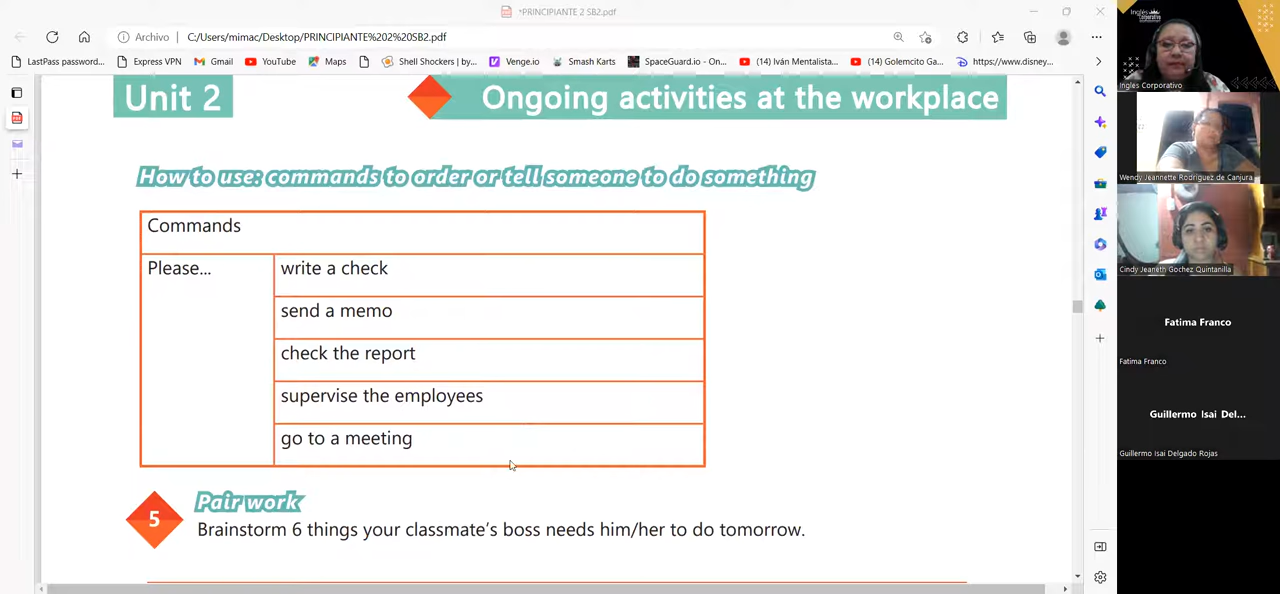 *PRINCIPIANTE 2 SB2.pdf
Archivo C:/Users/mimac/Desktop/PRINCIPIANTE%202%20SB2.pdf
LastPass password... Express VPN Gmail YouTube Maps Shell Shockers | by... Venge.io Smash Karts SpaceGuard.io - On... (14) Iván Mentalista... (14) Golemcito Ga... https://www.disney...
Unit 2 Ongoing activities at the workplace
How to use: commands to order or tell someone to do something
Commands
Please... write a check
send a memo
check the report
supervise the employees
go to a meeting
5 Pair work
Brainstorm 6 things your classmate's boss needs him/her to do tomorrow.
Inglés
Corporativo
Inglés Corporativo
Wendy Jeannette Rodriguez de Canjura
Cindy Jeaneth Gochez Quintanilla
Fatima Franco
Fatima Franco
Guillermo Isai Del...
Guillermo Isai Delgado Rojas